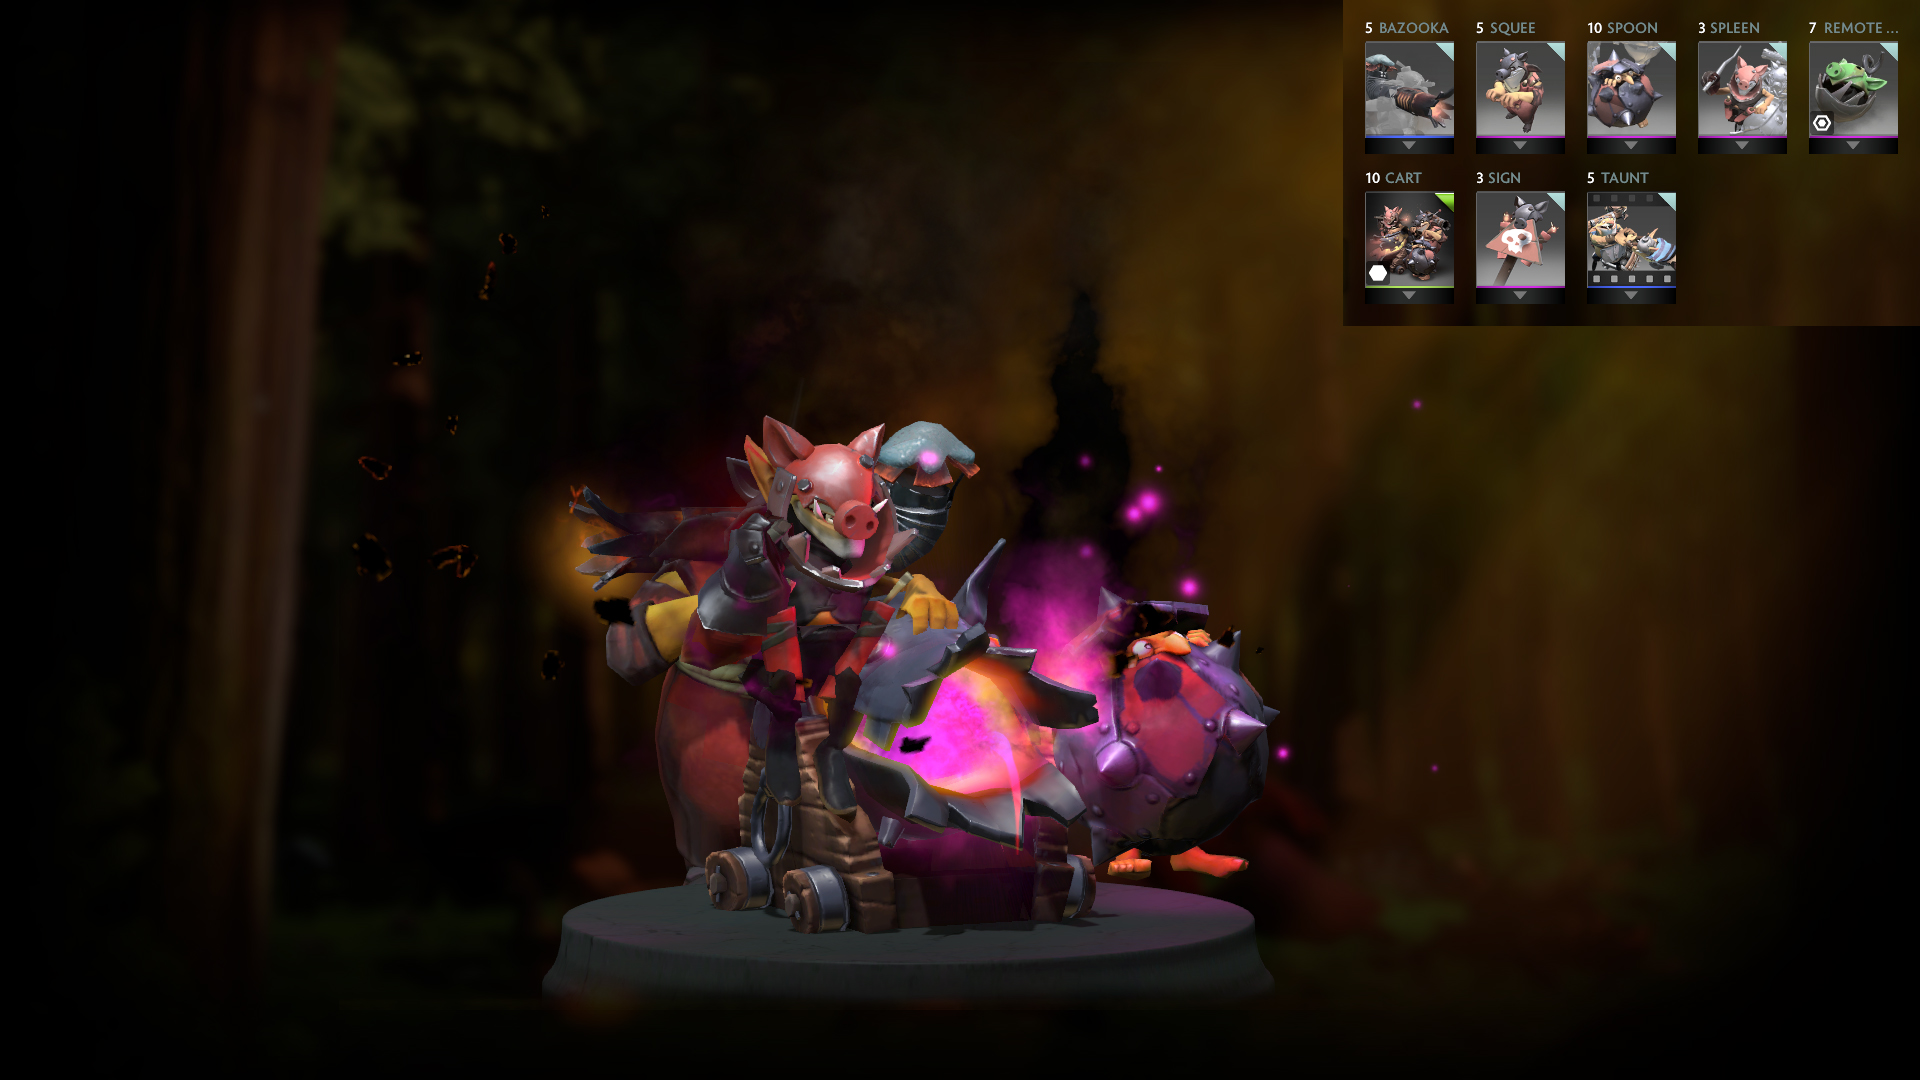 5 BAZOOKA
5 SQUEE
10 SPOON
3 SPLEEN
7 REMOTE ...
10 CART
3 SIGN
5 TAUNT